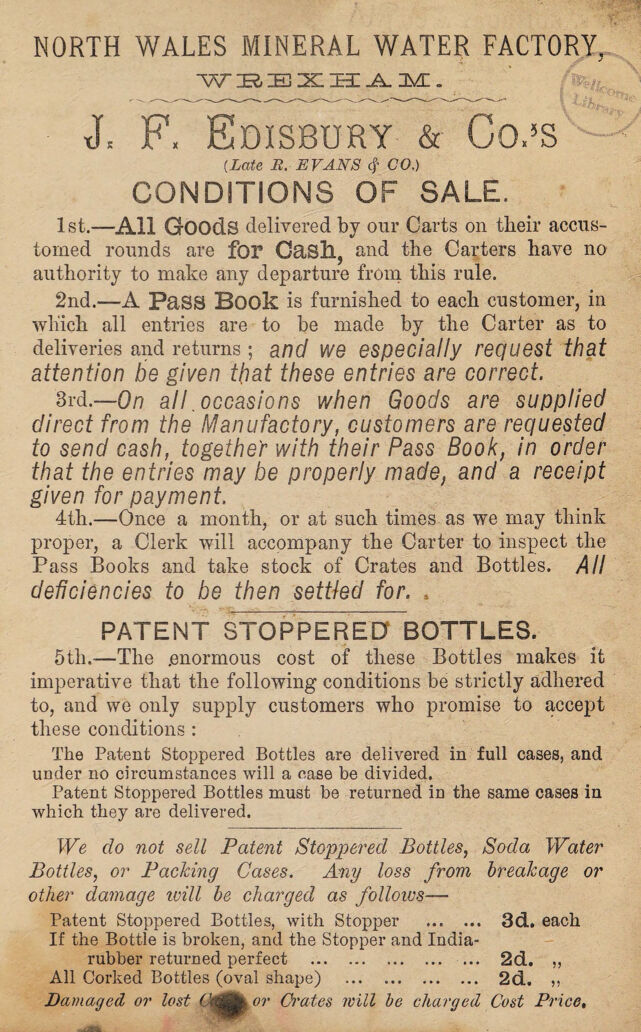 NORTH WALES MINERAL WATER FACTORY,
WREXHAM.
Wellcome
Library
J. F. EDISBURY & Co.'s
(Late R. EVANS & CO.)
CONDITIONS OF SALE.
1st.—All Goods delivered by our Carts on their accus-
tomed rounds are for Cash, and the Carters have no
authority to make any departure from this rule.
2nd.—A Pass Book is furnished to each customer, in
which all entries are to be made by the Carter as to
deliveries and returns ; and we especially request that
attention be given that these entries are correct.
3rd.—On all occasions when Goods are supplied
direct from the Manufactory, customers are requested
to send cash, together with their Pass Book, in order
that the entries may be properly made, and a receipt
given for payment.
4th.—Once a month, or at such times as we may think
proper, a Clerk will accompany the Carter to inspect the
Pass Books and take stock of Crates and Bottles. All
deficiencies to be then settled for.
PATENT STOPPERED BOTTLES.
5th.—The enormous cost of these Bottles makes it
imperative that the following conditions be strictly adhered
to, and we only supply customers who promise to accept
these conditions :
The Patent Stoppered Bottles are delivered in full cases, and
under no circumstances will a case be divided.
Patent Stoppered Bottles must be returned in the same cases in
which they are delivered.
We do not sell Patent Stoppered Bottles, Soda Water
Bottles, or Packing Cases. Any loss from breakage or
other damage will be charged as follows—
Patent Stoppered Bottles, with Stopper ... ... 3d. each
If the Bottle is broken, and the Stopper and India-
rubber returned perfect ... ... ... ... ... 2d. „
All Corked Bottles (oval shape) ... ... ... ... 2d. „
Damaged or lost or Crates will be charged Cost Price.